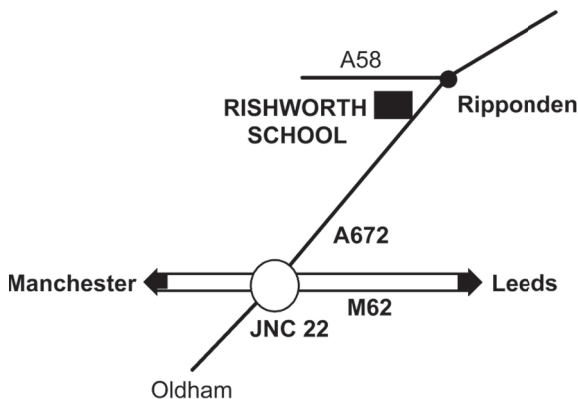 A58
RISHWORTH
SCHOOL
Ripponden
A672
Manchester
Leeds
M62
JNC 22
Oldham